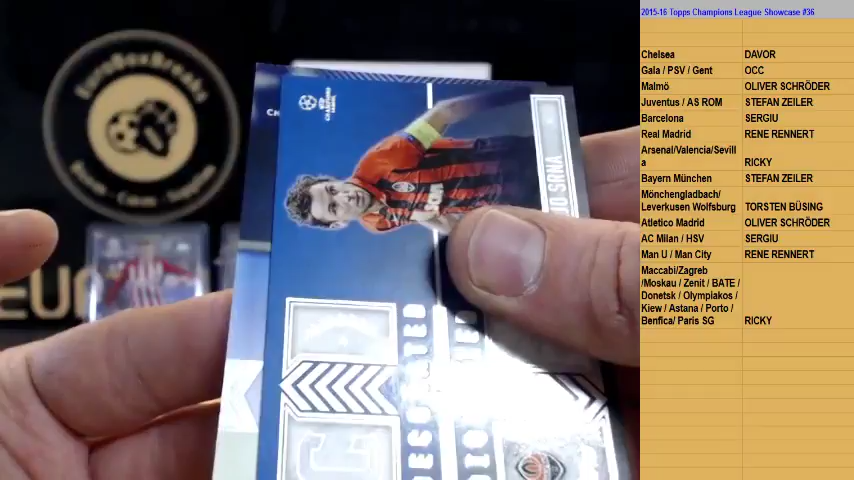 2015-16 Topps Champions League Showcase #36
Chelsea DAVOR
Gala / PSV / Gent OCC
Malmö OLIVER SCHRÖDER
Juventus / AS ROM STEFAN ZEILER
Barcelona SERGIU
Real Madrid RENE RENNERT
Arsenal/Valencia/Sevill
a RICKY
Bayern München STEFAN ZEILER
Mönchengladbach/
Leverkusen Wolfsburg TORSTEN BÜSING
Atletico Madrid OLIVER SCHRÖDER
AC Milan / HSV SERGIU
Man U / Man City RENE RENNERT
Maccabi/Zagreb
/Moskau / Zenit / BATE /
Donetsk / Olympiakos /
Kiew / Astana / Porto /
Benfica/ Paris SG RICKY
EuroBoxBreaks
SRNA